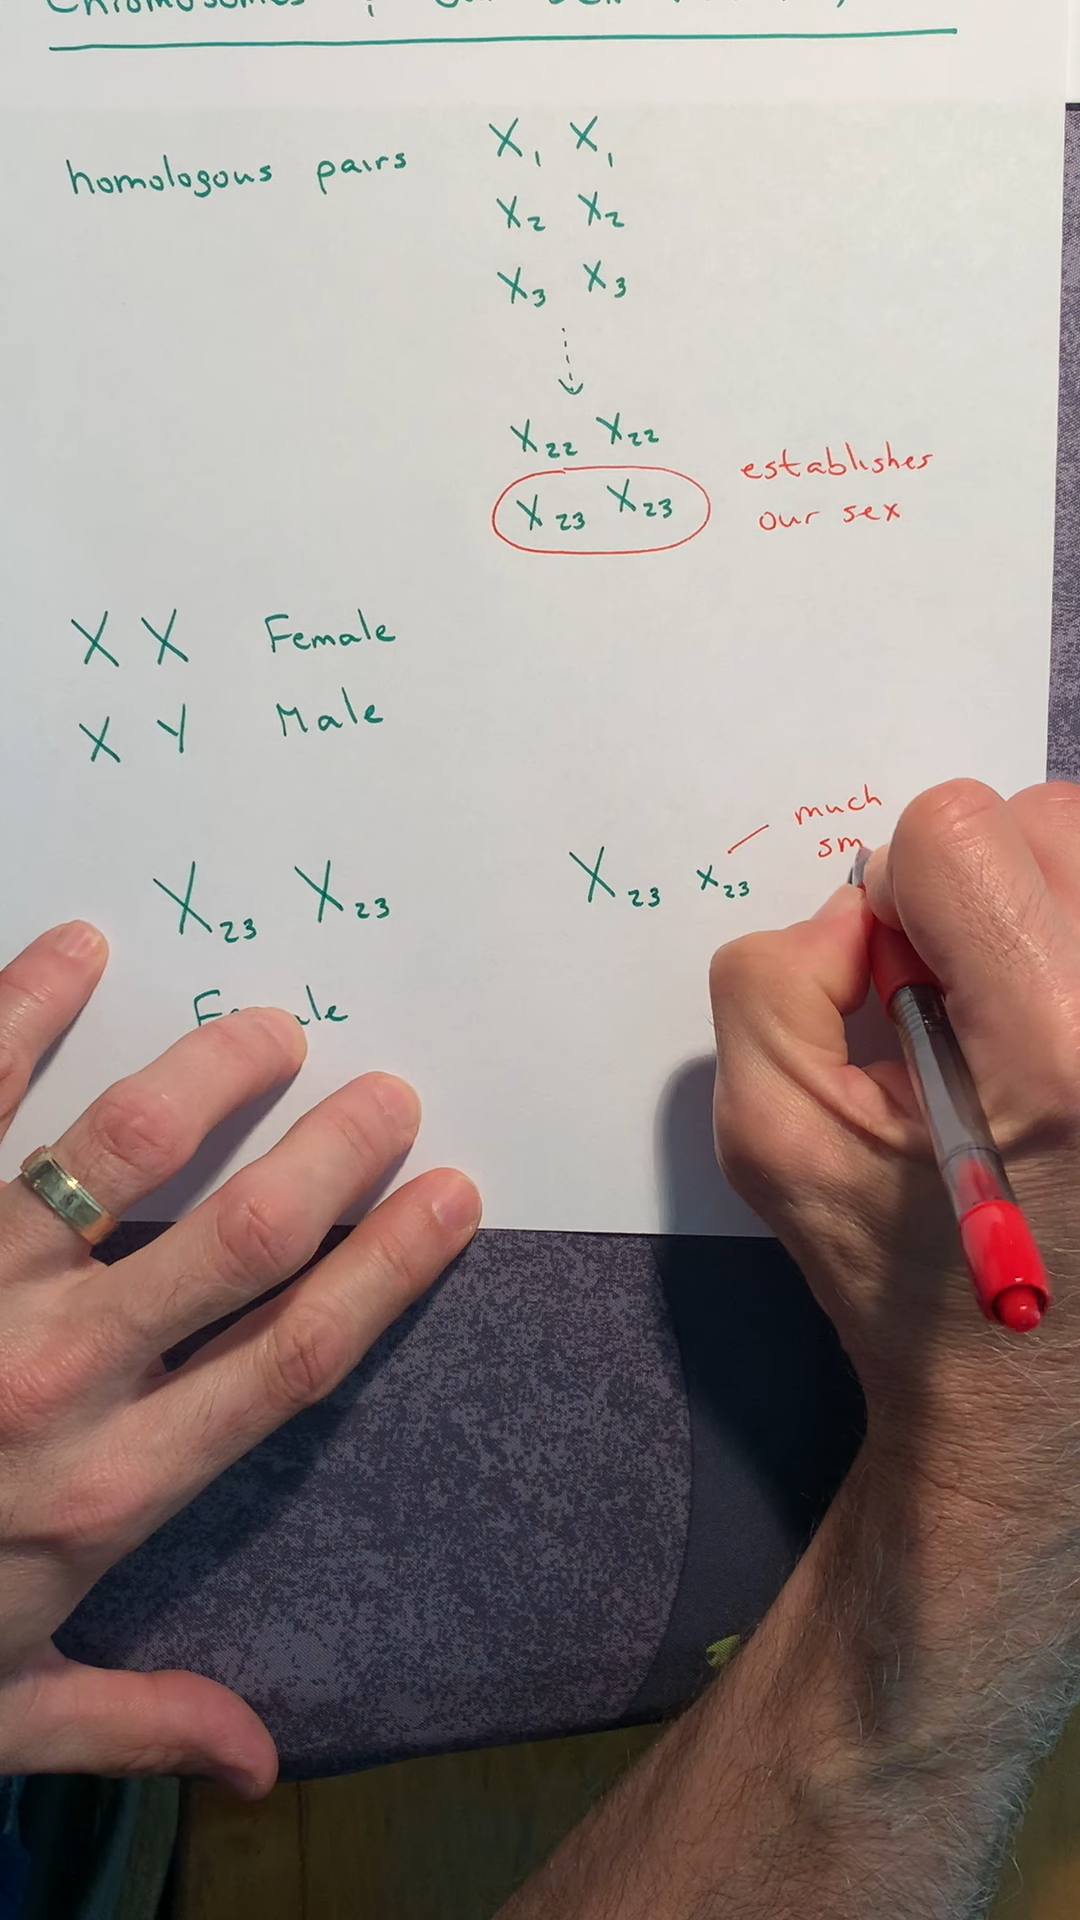 homologous pairs
X1 X1
X2 X2
X3 X3
X22 X22
X23 X23
establishes
our sex
X X Female
X Y Male
X23 X23
X23 x23
much
sm